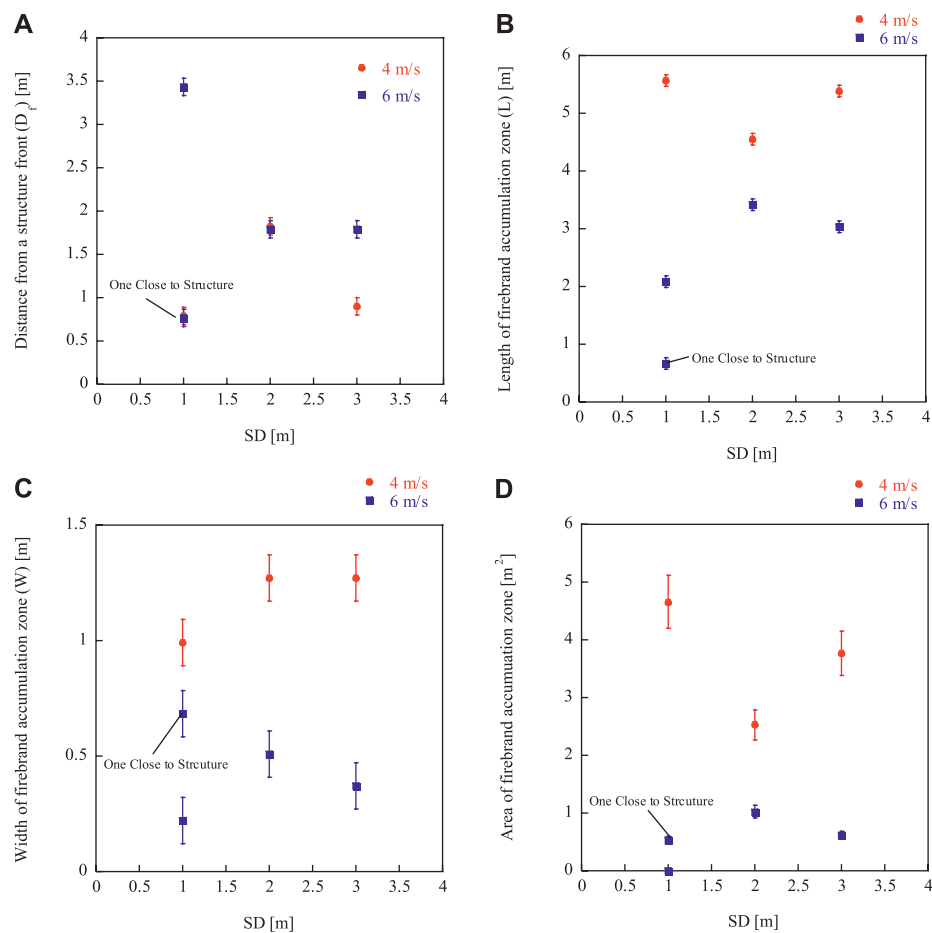 A
4 m/s
6 m/s
Distance from a structure front (D_f) [m]
4
3.5
3
2.5
2
1.5
1
0.5
0
One Close to Structure
0 0.5 1 1.5 2 2.5 3 3.5 4
SD [m]
B
4 m/s
6 m/s
Length of firebrand accumulation zone (L) [m]
6
5
4
3
2
1
0
One Close to Structure
0 0.5 1 1.5 2 2.5 3 3.5 4
SD [m]
C
4 m/s
6 m/s
Width of firebrand accumulation zone (W) [m]
1.5
1
0.5
0
One Close to Strcuture
0 0.5 1 1.5 2 2.5 3 3.5 4
SD [m]
D
4 m/s
6 m/s
Area of firebrand accumuation zone [m²]
6
5
4
3
2
1
0
One Close to Strcuture
0 0.5 1 1.5 2 2.5 3 3.5 4
SD [m]